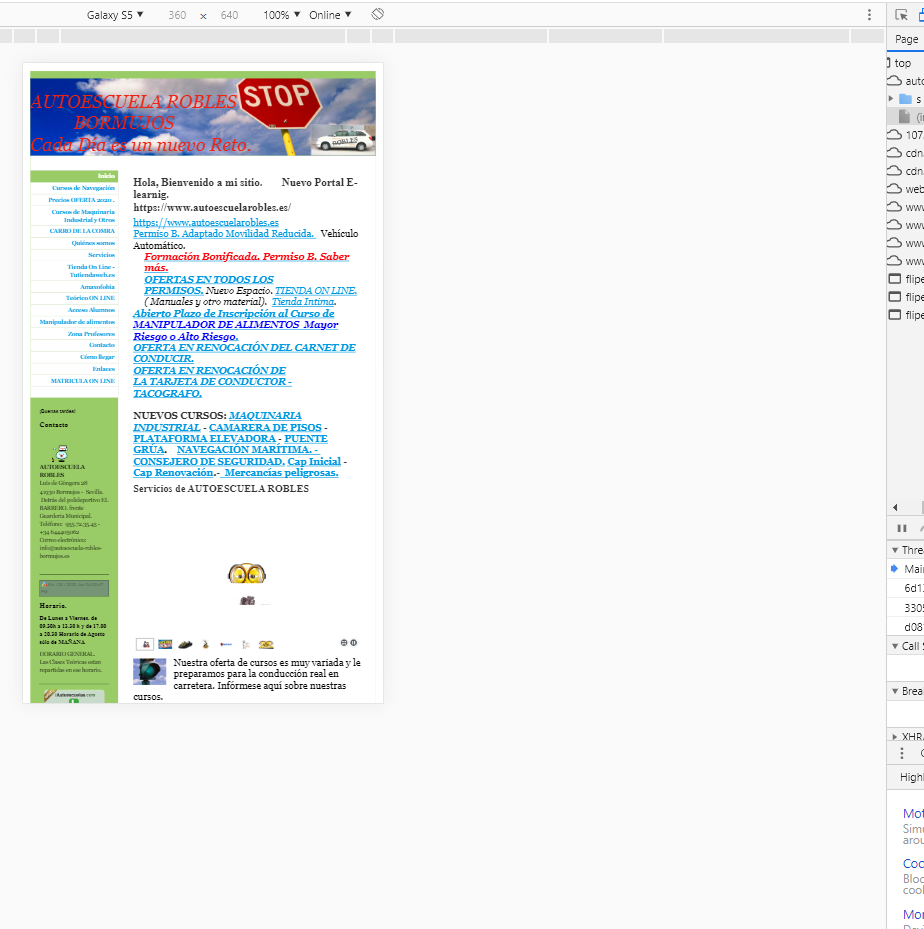 Galaxy S5 ▼ 360 x 640 100% ▼ Online ▼
Page
top
auto
s
(i
107.
cdn.
cdn.
web
www
www
www
www
flipe
flipe
flipe
AUTOESCUELA ROBLES
BORMUJOS
Cada Día es un nuevo Reto.
STOP
ROBLES
Inicio
Cursos de Navegación
Precios OFERTA 2020 .
Cursos de Maquinaria
Industrial y Otros
CARRO DE LA COMRA
Quiénes somos
Servicios
Tienda On Line -
Tutiendaweb.es
Amaxofobia
Teórico ON LINE
Acceso Alumnos
Manipulador de alimentos
Zona Profesores
Contacto
Cómo llegar
Enlaces
MATRICULA ON LINE
¡Buenas tardes!
Contacto
AUTOESCUELA
ROBLES
Luis de Góngora 28
41930 Bormujos - Sevilla.
Detrás del polideportivo EL
BARBERO. frente
Guardería Municipal.
Teléfono: 955.72.35.45 -
Correo electrónico:
info@autoescuela-robles-
bormujos.es
Horario.
De Lunes a Viernes. de
09.30h a 13.30 h y de 17.00
a 20.30 Horario de Agosto
sólo de MAÑANA
HORARIO GENERAL.
Las Clases Teóricas estan
repartidas en ese horario.
Autoescuelas.com
Hola, Bienvenido a mi sitio. Nuevo Portal E-
learnig.
https://www.autoescuelarobles.es/
https://www.autoescuelarobles.es
Permiso B. Adaptado Movilidad Reducida. Vehículo
Automático.
Formación Bonificada. Permiso B. Saber
más.
OFERTAS EN TODOS LOS
PERMISOS. Nuevo Espacio. TIENDA ON LINE.
( Manuales y otro material). Tienda Intima.
Abierto Plazo de Inscripción al Curso de
MANIPULADOR DE ALIMENTOS Mayor
Riesgo o Alto Riesgo.
OFERTA EN RENOCACIÓN DEL CARNET DE
CONDUCIR.
OFERTA EN RENOCACIÓN DE
LA TARJETA DE CONDUCTOR -
TACOGRAFO.
NUEVOS CURSOS: MAQUINARIA
INDUSTRIAL - CAMARERA DE PISOS -
PLATAFORMA ELEVADORA - PUENTE
GRÚA. NAVEGACIÓN MARÍTIMA. -
CONSEJERO DE SEGURIDAD. Cap Inicial -
Cap Renovación.- Mercancías peligrosas.
Servicios de AUTOESCUELA ROBLES
Nuestra oferta de cursos es muy variada y le
preparamos para la conducción real en
carretera. Infórmese aquí sobre nuestras
cursos.
Threa
Mai
6d1
3305
d08
Call S
Brea
XHR
Highl
Mot
Simu
arou
Coo
Bloc
cool
Mor